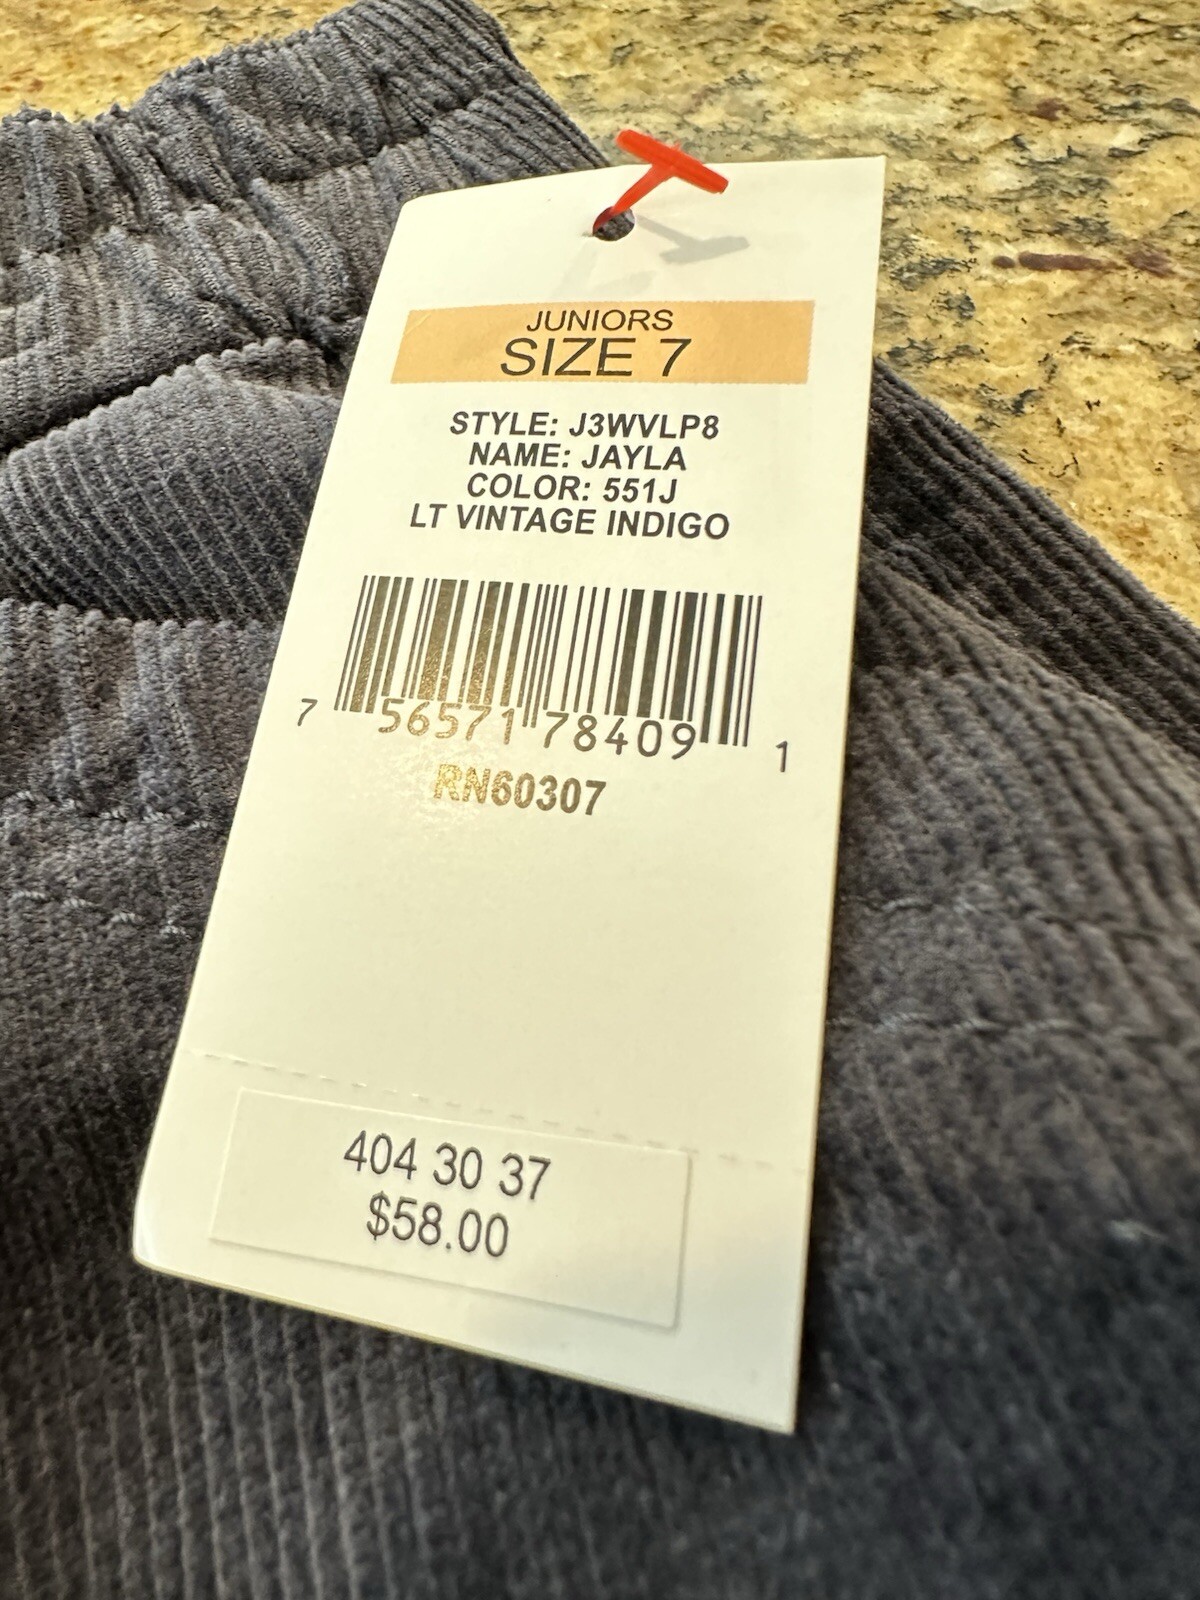 JUNIORS
SIZE 7
STYLE: J3WVLP8
NAME: JAYLA
COLOR: 551J
LT VINTAGE INDIGO
7 56571 78409 1
RN60307
404 30 37
$58.00